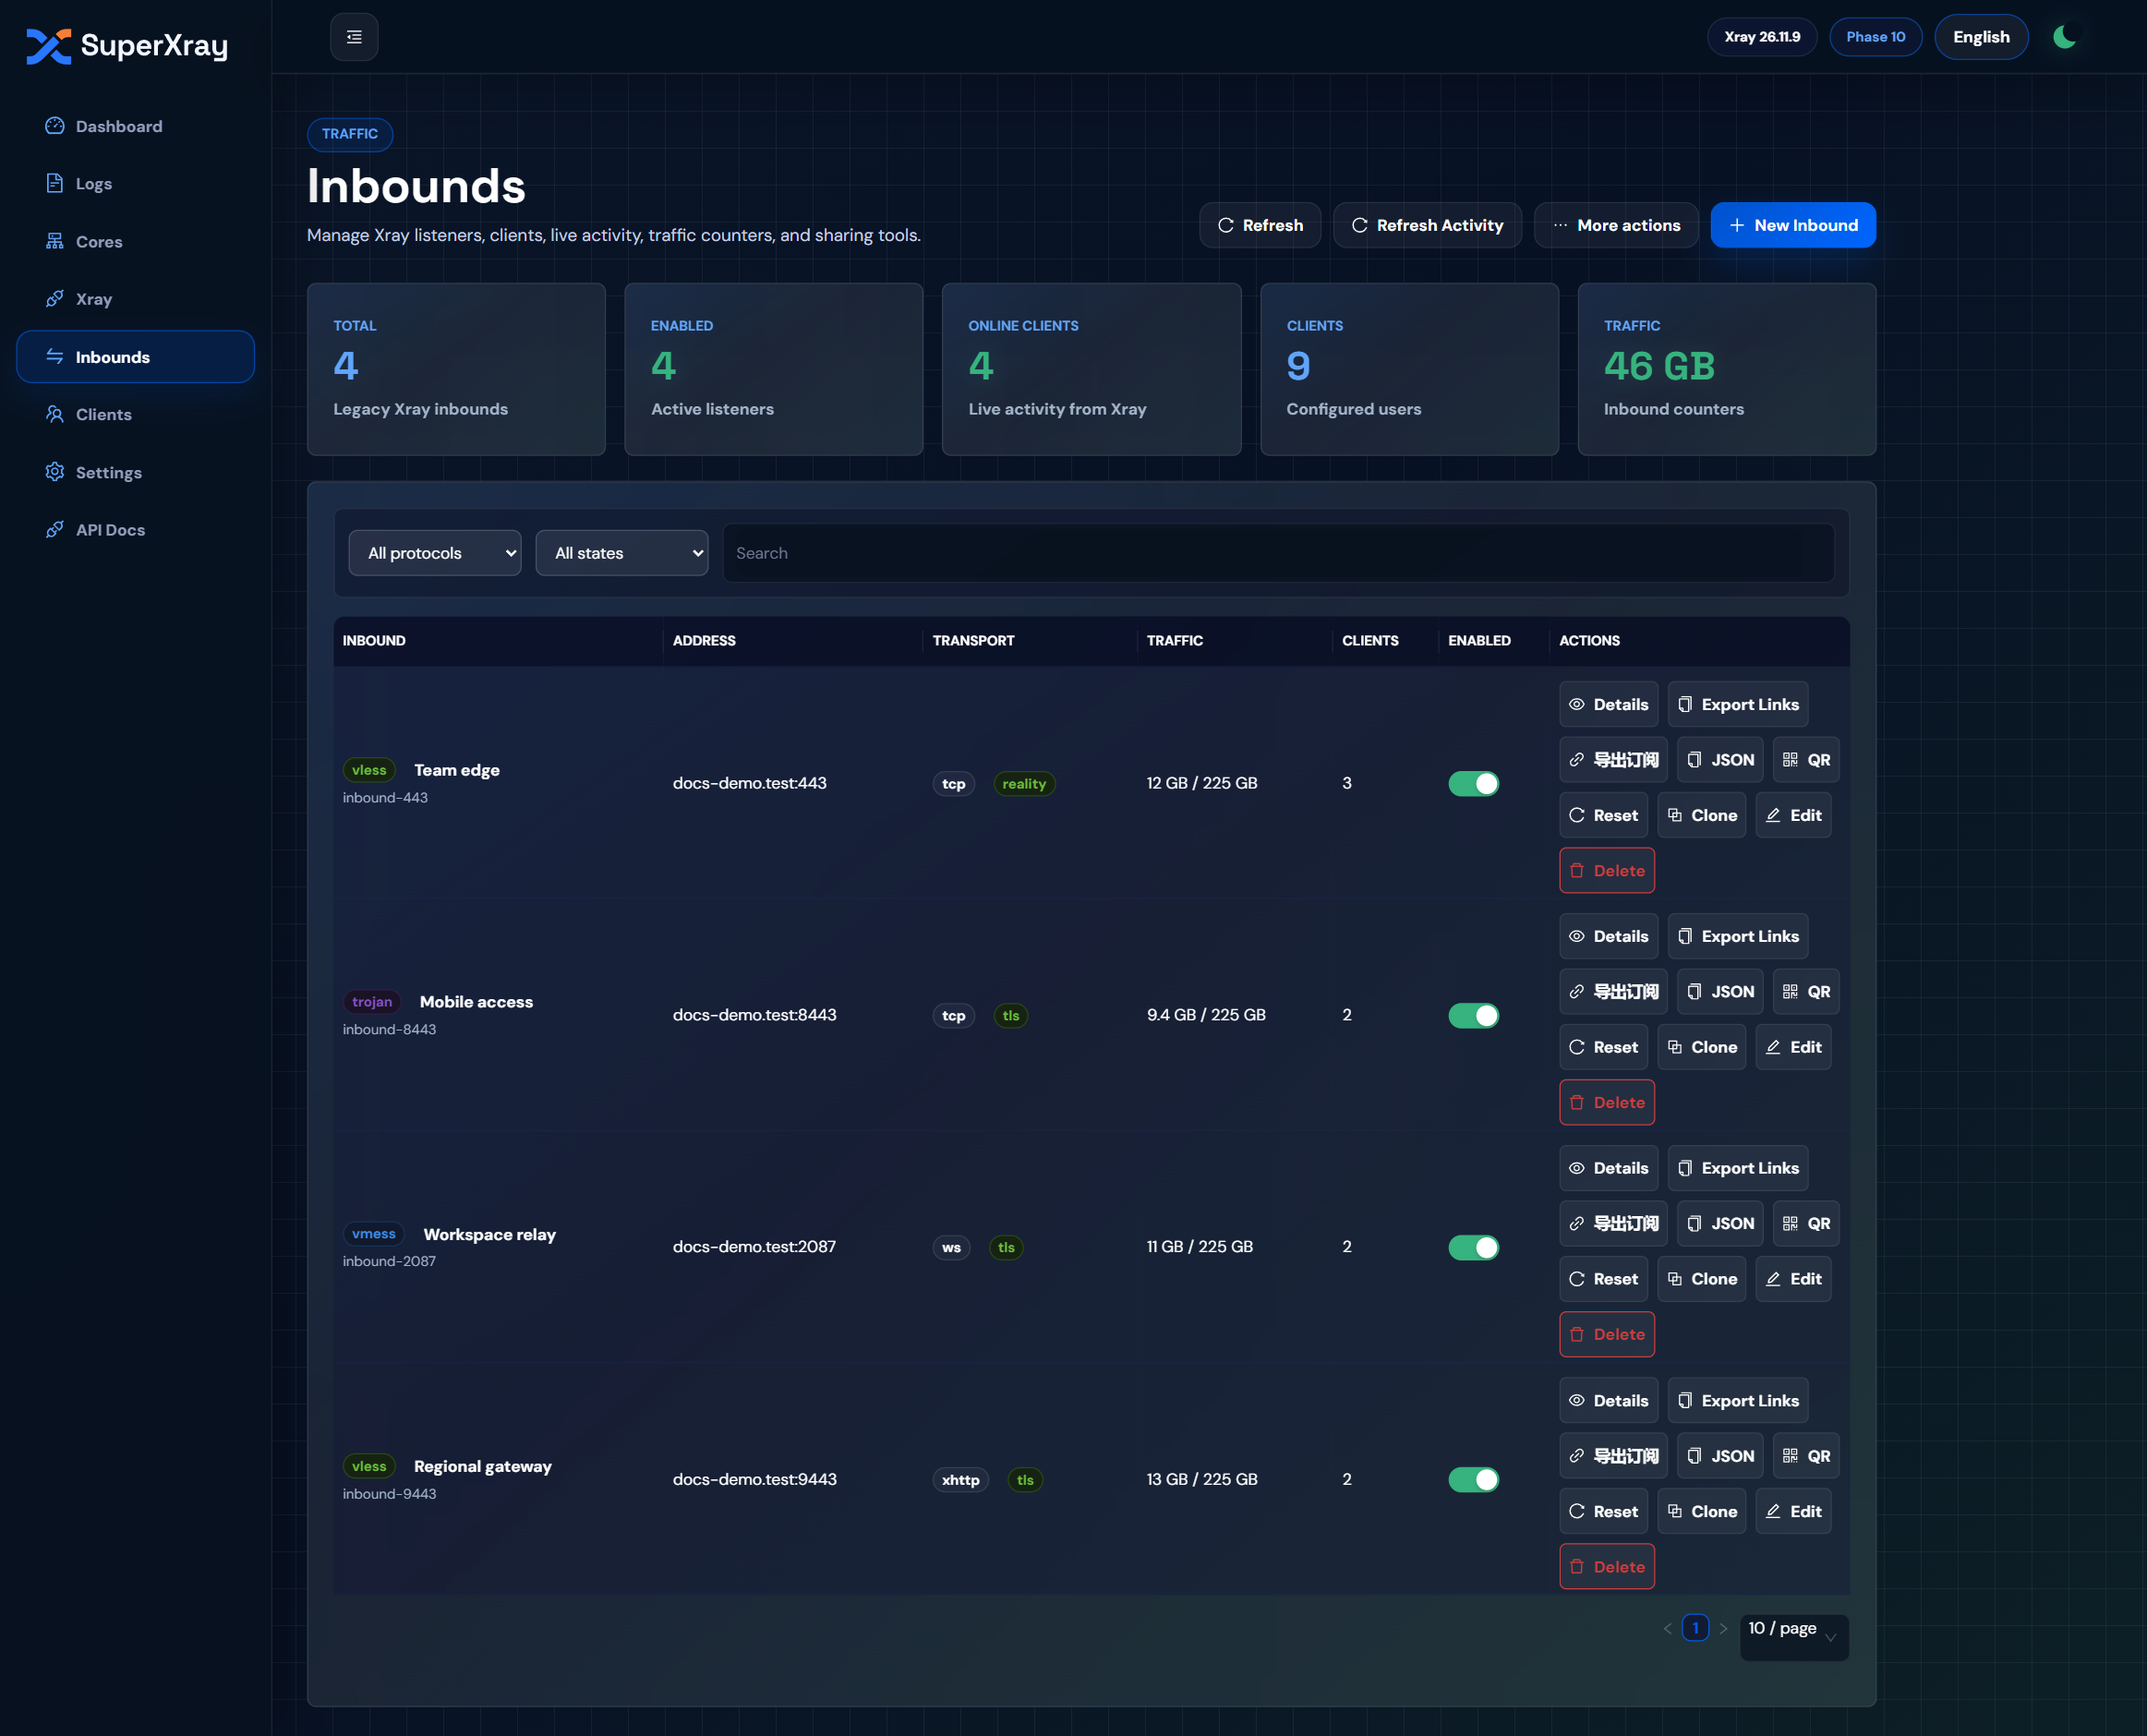 SuperXray
Xray 26.11.9
Phase 10
English
Dashboard
Logs
Cores
Xray
Inbounds
Clients
Settings
API Docs
TRAFFIC
Inbounds
Manage Xray listeners, clients, live activity, traffic counters, and sharing tools.
Refresh
Refresh Activity
More actions
New Inbound
TOTAL
4
Legacy Xray inbounds
ENABLED
4
Active listeners
ONLINE CLIENTS
4
Live activity from Xray
CLIENTS
9
Configured users
TRAFFIC
46 GB
Inbound counters
All protocols
All states
Search
INBOUND ADDRESS TRANSPORT TRAFFIC CLIENTS ENABLED ACTIONS
vless Team edge
inbound-443
docs-demo.test:443
tcp reality
12 GB / 225 GB
3
Details Export Links
导出订阅 JSON QR
Reset Clone Edit
Delete
trojan Mobile access
inbound-8443
docs-demo.test:8443
tcp tls
9.4 GB / 225 GB
2
Details Export Links
导出订阅 JSON QR
Reset Clone Edit
Delete
vmess Workspace relay
inbound-2087
docs-demo.test:2087
ws tls
11 GB / 225 GB
2
Details Export Links
导出订阅 JSON QR
Reset Clone Edit
Delete
vless Regional gateway
inbound-9443
docs-demo.test:9443
xhttp tls
13 GB / 225 GB
2
Details Export Links
导出订阅 JSON QR
Reset Clone Edit
Delete
1
10 / page